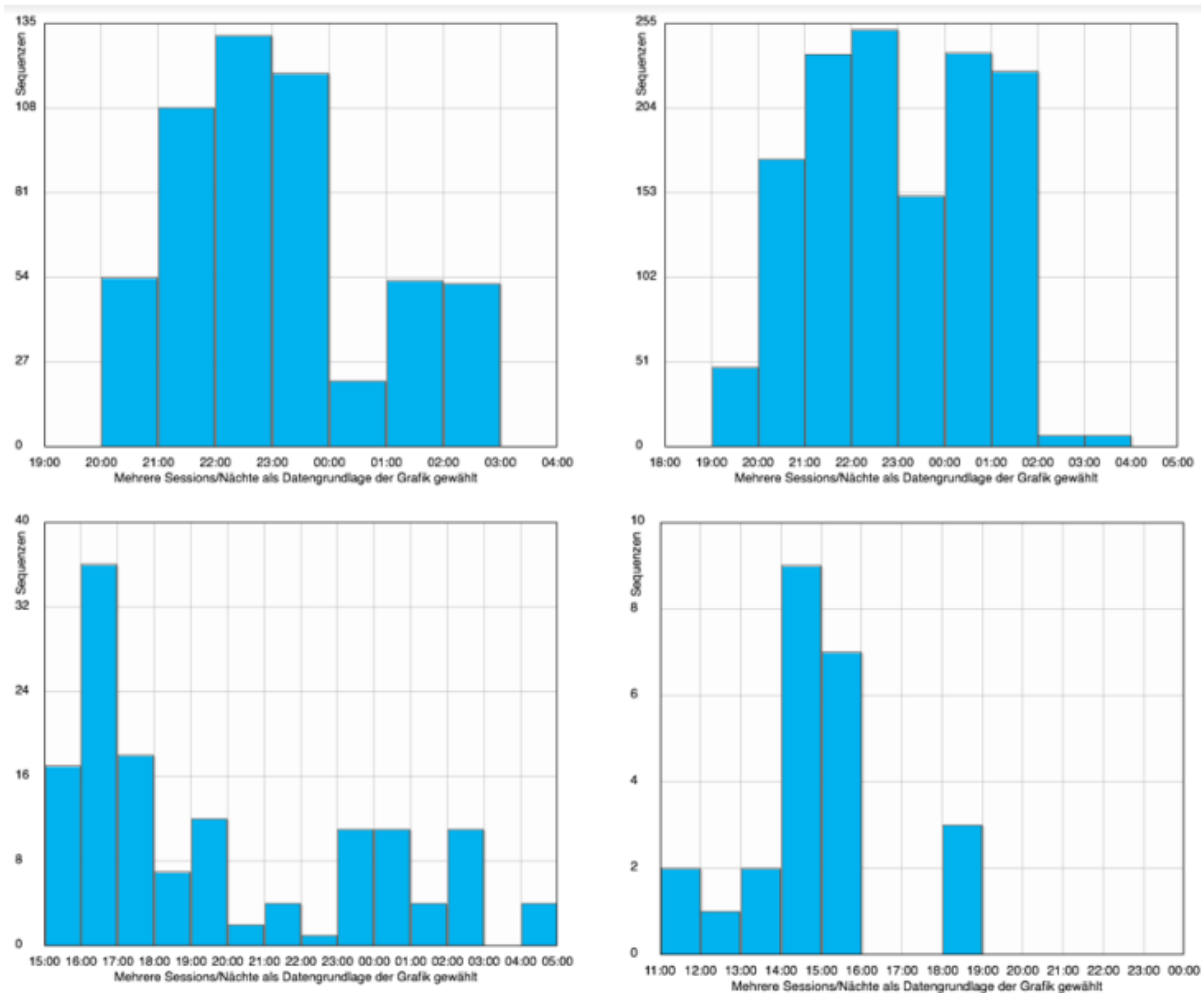 135
Sequenzen
108
81
54
27
0
19:00 20:00 21:00 22:00 23:00 00:00 01:00 02:00 03:00 04:00
Mehrere Sessions/Nächte als Datengrundlage der Grafik gewählt
255
Sequenzen
204
153
102
51
0
18:00 19:00 20:00 21:00 22:00 23:00 00:00 01:00 02:00 03:00 04:00 05:00
Mehrere Sessions/Nächte als Datengrundlage der Grafik gewählt
40
Sequenzen
32
24
16
8
0
15:00 16:00 17:00 18:00 19:00 20:00 21:00 22:00 23:00 00:00 01:00 02:00 03:00 04:00 05:00
Mehrere Sessions/Nächte als Datengrundlage der Grafik gewählt
10
Sequenzen
8
6
4
2
0
11:00 12:00 13:00 14:00 15:00 16:00 17:00 18:00 19:00 20:00 21:00 22:00 23:00 00:00
Mehrere Sessions/Nächte als Datengrundlage der Grafik gewählt